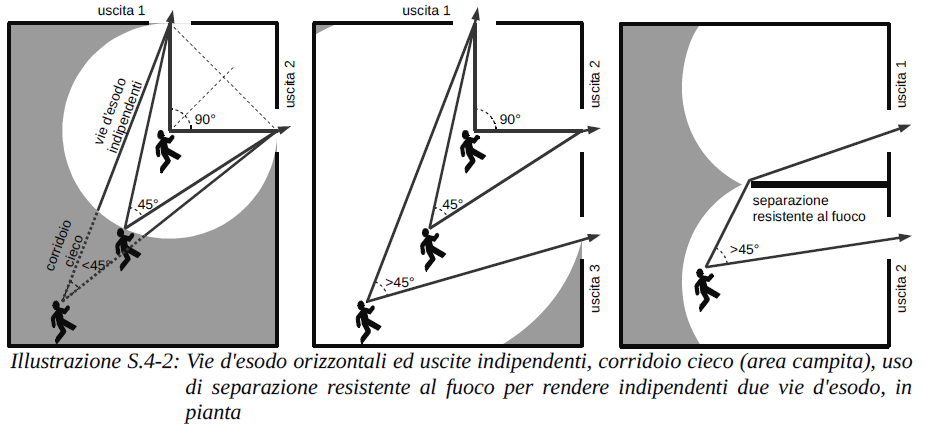 uscita 1
uscita 2
vie d'esodo
indipendenti
90°
45°
corridoio
cieco
<45°
uscita 1
uscita 2
90°
45°
>45°
uscita 3
uscita 1
separazione
resistente al fuoco
>45°
uscita 2
Illustrazione S.4-2: Vie d'esodo orizzontali ed uscite indipendenti, corridoio cieco (area campita), uso
di separazione resistente al fuoco per rendere indipendenti due vie d'esodo, in
pianta